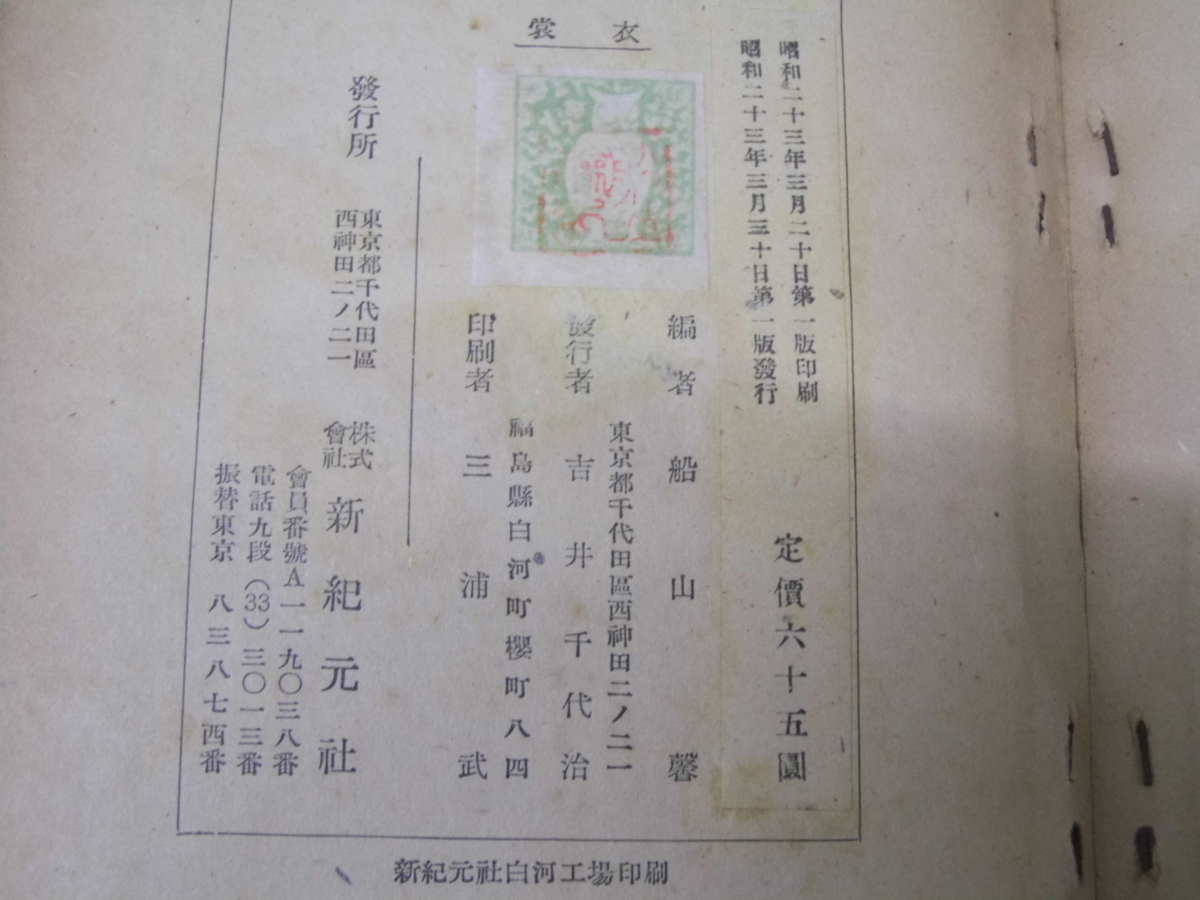 昭和二十三年三月二十日第一版印刷
昭和二十三年三月三十日第一版發行
定價六十五圓
衣裳
編者 船山馨
東京都千代田區西神田二ノ二一
發行者 吉井千代治
福島縣白河町櫻町八四
印刷者 三浦武
發行所
東京都千代田區
西神田二ノ二一
株式
會社
新紀元社
會員番號A一一九〇三八番
電話九段(33)三〇一三番
振替東京 八三八七四番
新紀元社白河工場印刷